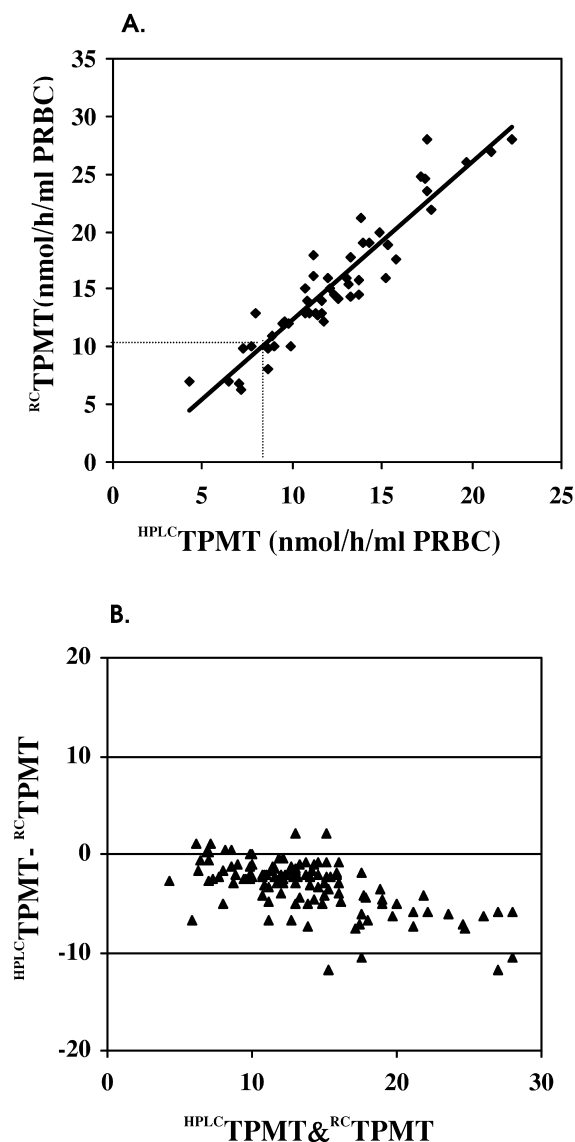 A.
35
30
25
20
15
10
5
0
RCTPMT(nmol/h/ml PRBC)
0 5 10 15 20 25
HPLCTPMT (nmol/h/ml PRBC)
B.
20
10
0
-10
-20
HPLCTPMT - RCTPMT
0 10 20 30
HPLCTPMT&RCTPMT